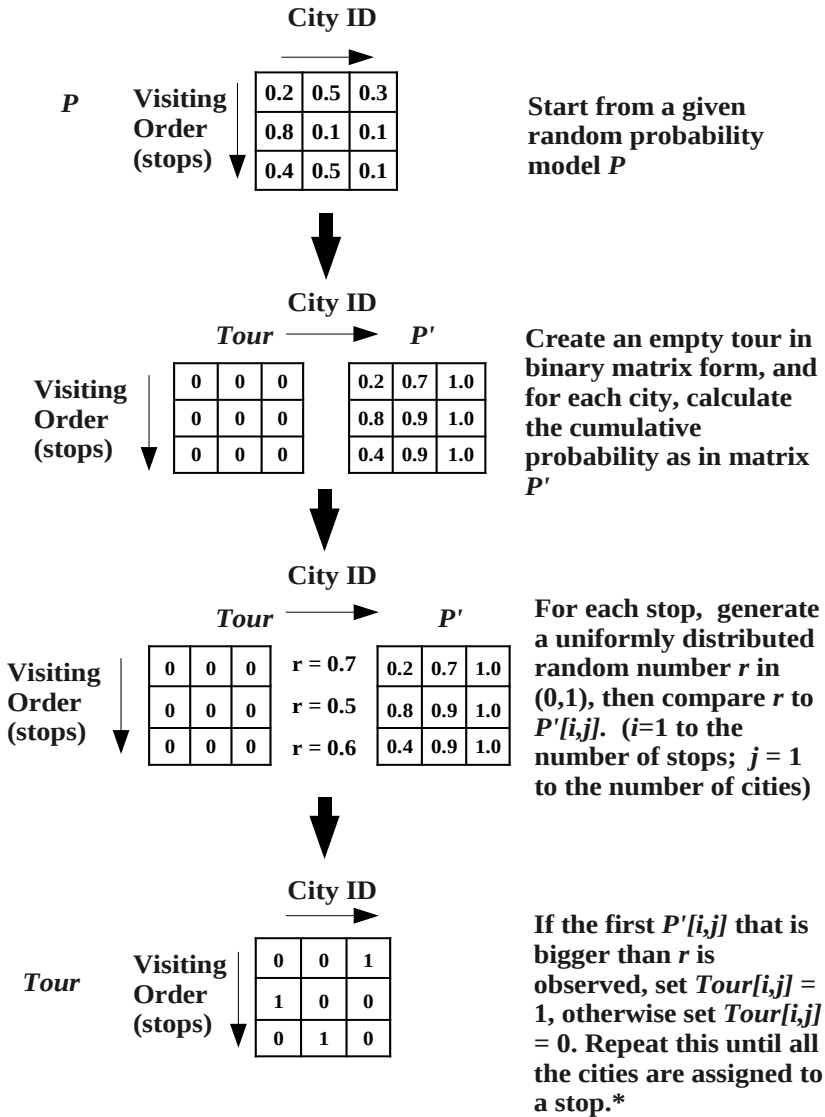 City ID
P
Visiting
Order
(stops)
0.2 0.5 0.3
0.8 0.1 0.1
0.4 0.5 0.1
Start from a given
random probability
model P
City ID
Tour
P'
Visiting
Order
(stops)
0 0 0
0 0 0
0 0 0
0.2 0.7 1.0
0.8 0.9 1.0
0.4 0.9 1.0
Create an empty tour in
binary matrix form, and
for each city, calculate
the cumulative
probability as in matrix
P'
City ID
Tour
P'
Visiting
Order
(stops)
0 0 0
0 0 0
0 0 0
r = 0.7
r = 0.5
r = 0.6
0.2 0.7 1.0
0.8 0.9 1.0
0.4 0.9 1.0
For each stop, generate
a uniformly distributed
random number r in
(0,1), then compare r to
P'[i,j]. (i=1 to the
number of stops; j = 1
to the number of cities)
City ID
Tour
Visiting
Order
(stops)
0 0 1
1 0 0
0 1 0
If the first P'[i,j] that is
bigger than r is
observed, set Tour[i,j] =
1, otherwise set Tour[i,j]
= 0. Repeat this until all
the cities are assigned to
a stop.*